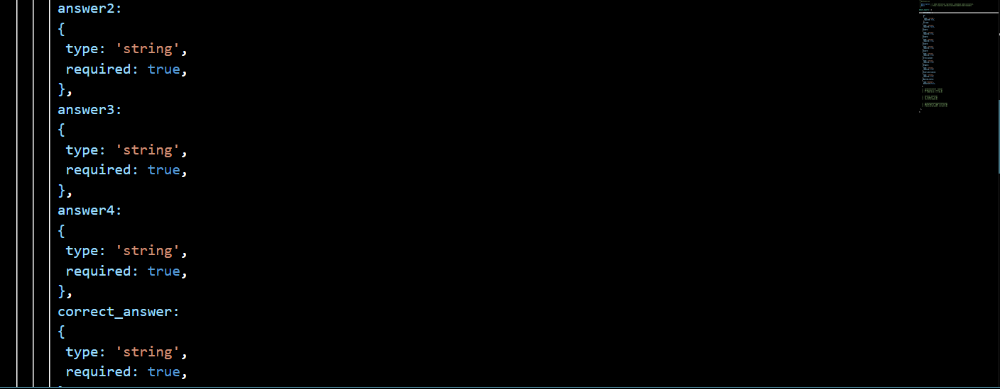 answer2:
{
type: 'string',
required: true,
},
answer3:
{
type: 'string',
required: true,
},
answer4:
{
type: 'string',
required: true,
},
correct_answer:
{
type: 'string',
required: true,